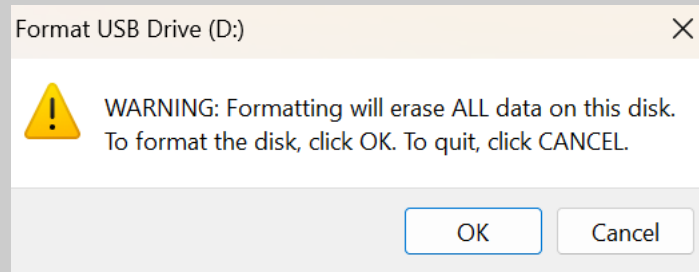 Format USB Drive (D:)
WARNING: Formatting will erase ALL data on this disk.
To format the disk, click OK. To quit, click CANCEL.
OK Cancel